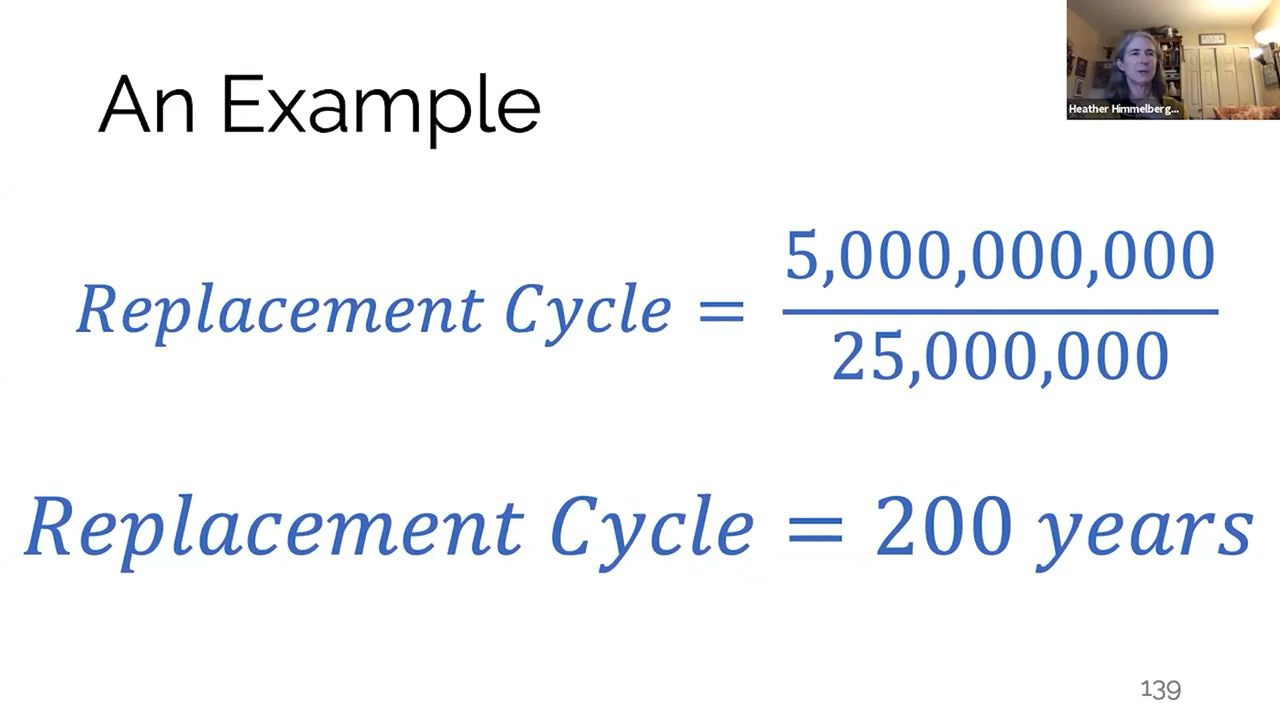 An Example
Heather Himmelberg...
Replacement Cycle = 5,000,000,000 / 25,000,000
Replacement Cycle = 200 years
139